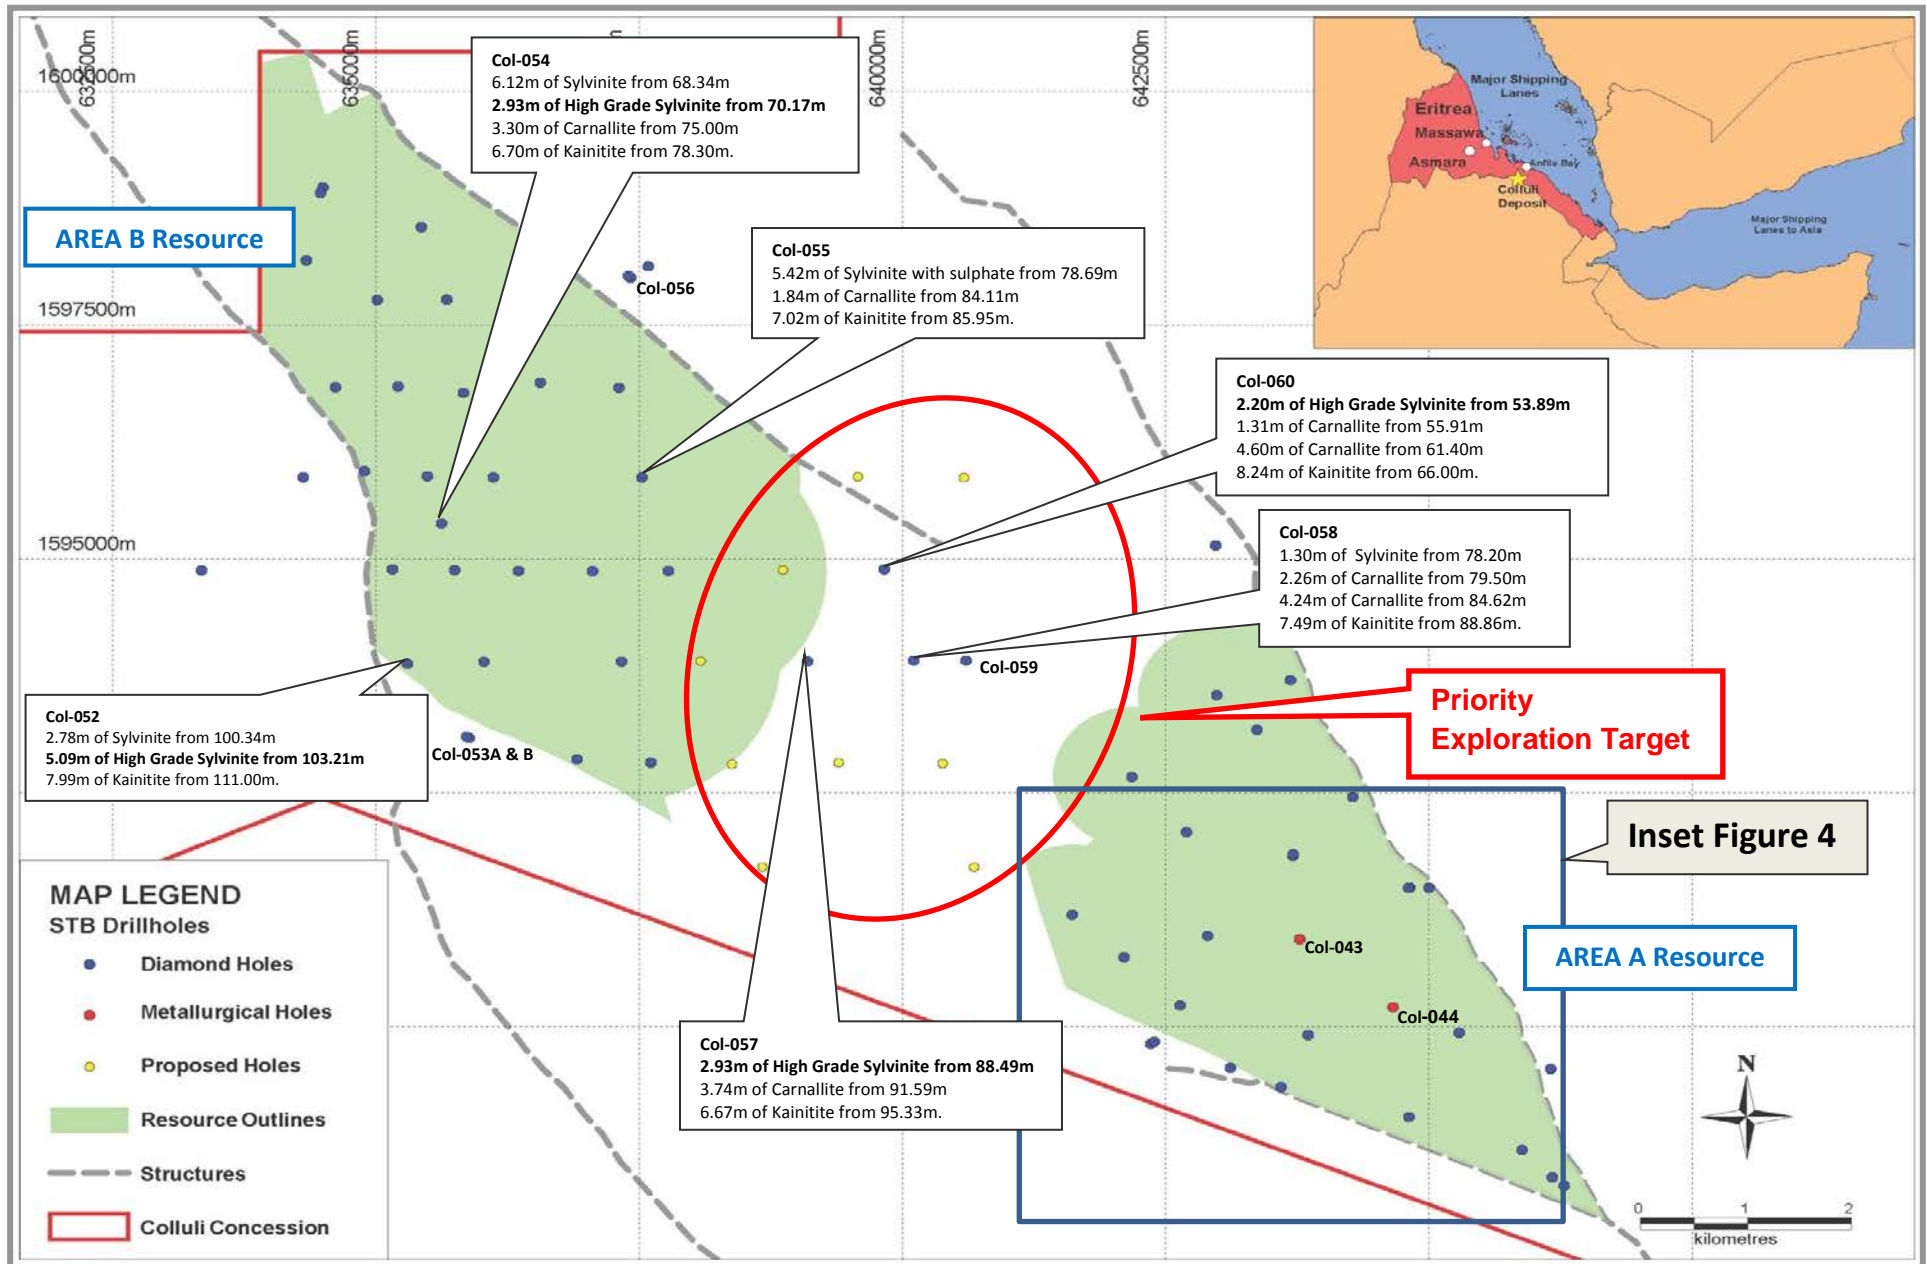 632500m
635000m
640000m
642500m
1600000m
1597500m
1595000m
Col-054
6.12m of Sylvinite from 68.34m
2.93m of High Grade Sylvinite from 70.17m
3.30m of Carnallite from 75.00m
6.70m of Kainitite from 78.30m.
Major Shipping
Lanes
Eritrea
Massawa
Asmara
Anfile Bay
Colluli
Deposit
Major Shipping
Lanes to Asia
AREA B Resource
Col-056
Col-055
5.42m of Sylvinite with sulphate from 78.69m
1.84m of Carnallite from 84.11m
7.02m of Kainitite from 85.95m.
Col-060
2.20m of High Grade Sylvinite from 53.89m
1.31m of Carnallite from 55.91m
4.60m of Carnallite from 61.40m
8.24m of Kainitite from 66.00m.
Col-058
1.30m of  Sylvinite from 78.20m
2.26m of Carnallite from 79.50m
4.24m of Carnallite from 84.62m
7.49m of Kainitite from 88.86m.
Col-059
Priority
Exploration Target
Col-052
2.78m of Sylvinite from 100.34m
5.09m of High Grade Sylvinite from 103.21m
7.99m of Kainitite from 111.00m.
Col-053A & B
Inset Figure 4
Col-043
AREA A Resource
Col-044
Col-057
2.93m of High Grade Sylvinite from 88.49m
3.74m of Carnallite from 91.59m
6.67m of Kainitite from 95.33m.
MAP LEGEND
STB Drillholes
Diamond Holes
Metallurgical Holes
Proposed Holes
Resource Outlines
Structures
Colluli Concession
N
0 1 2
kilometres